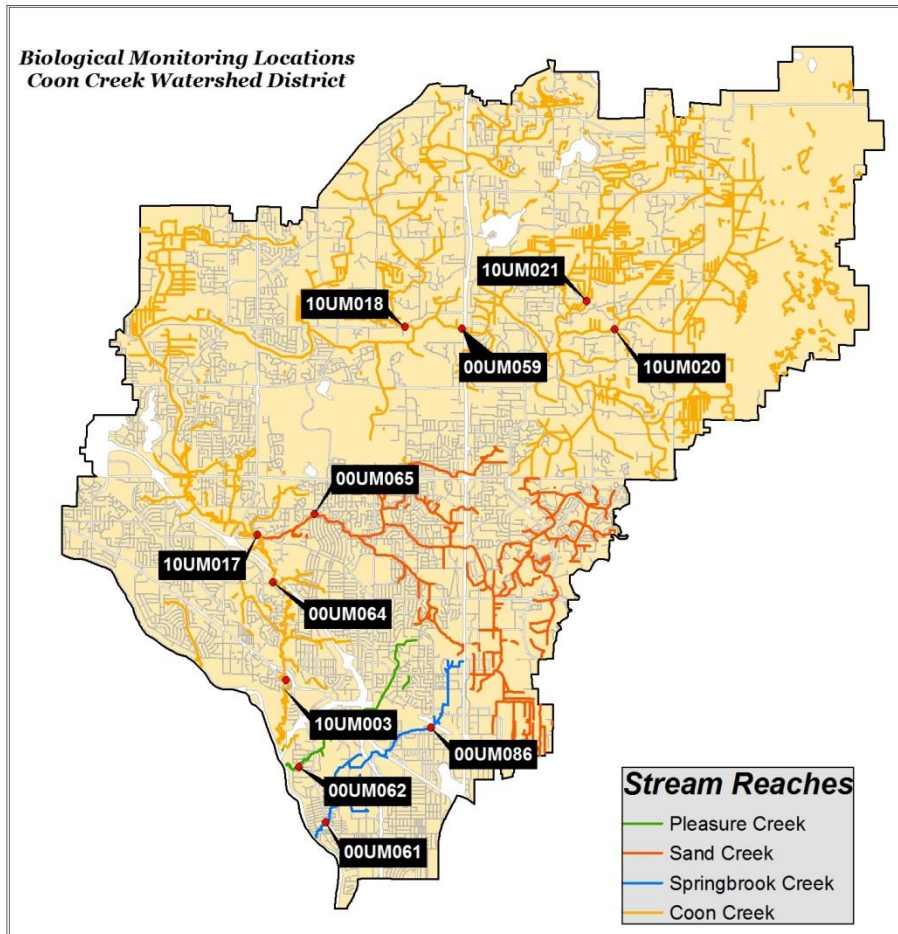 Biological Monitoring Locations
Coon Creek Watershed District
10UM021
10UM018
00UM059
10UM020
00UM065
10UM017
00UM064
10UM003
00UM086
00UM062
00UM061
Stream Reaches
Pleasure Creek
Sand Creek
Springbrook Creek
Coon Creek